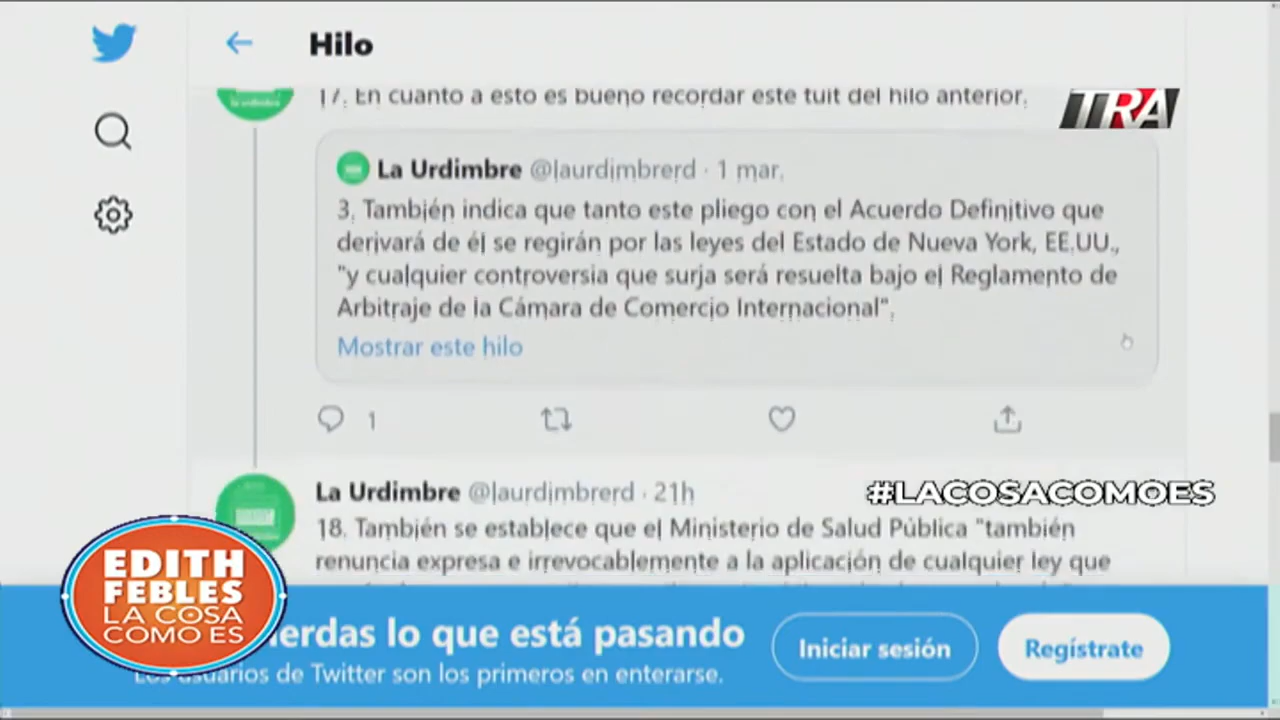 Hilo
17. En cuanto a esto es bueno recordar este tuit del hilo anterior.
TRA
La Urdimbre @laurdimbrerd · 1 mar.
3. También indica que tanto este pliego con el Acuerdo Definitivo que
derivará de él se regirán por las leyes del Estado de Nueva York, EE.UU.,
"y cualquier controversia que surja será resuelta bajo el Reglamento de
Arbitraje de la Cámara de Comercio Internacional".
Mostrar este hilo
1
La Urdimbre @laurdimbrerd · 21h
#LACOSACOMOES
18. También se establece que el Ministerio de Salud Pública "también
renuncia expresa e irrevocablemente a la aplicación de cualquier ley que
EDITH
FEBLES
LA COSA
COMO ES
ierdas lo que está pasando
Los usuarios de Twitter son los primeros en enterarse.
Iniciar sesión
Regístrate